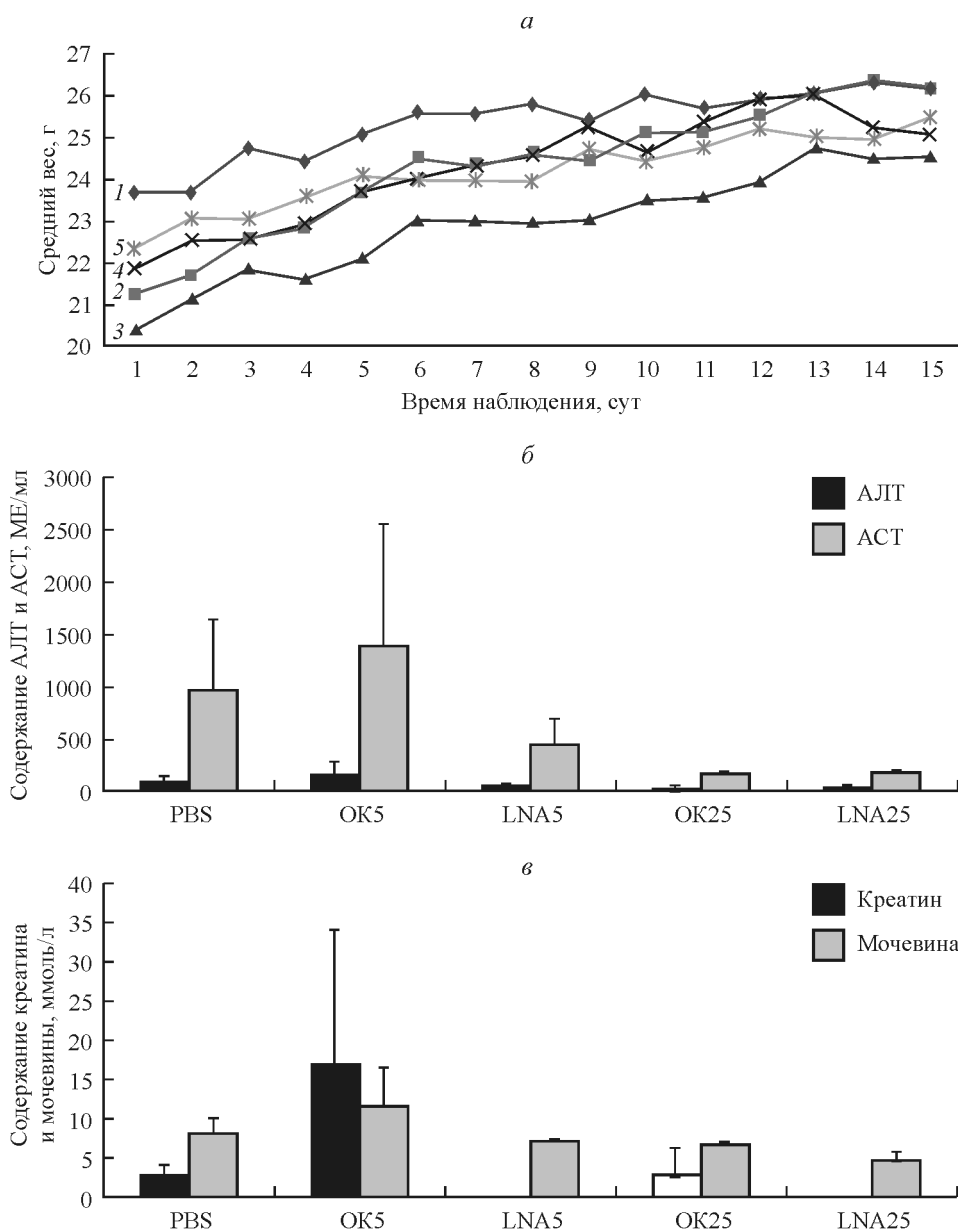 а
27
26
25
24
23
22
21
20
Средний вес, г
1
5
4
2
3
1 2 3 4 5 6 7 8 9 10 11 12 13 14 15
Время наблюдения, сут
б
3000
2500
2000
1500
1000
500
0
Содержание АЛТ и АСТ, МЕ/мл
АЛТ
АСТ
PBS ОК5 LNA5 ОК25 LNA25
в
40
35
30
25
20
15
10
5
0
Содержание креатина
и мочевины, ммоль/л
Креатин
Мочевина
PBS ОК5 LNA5 ОК25 LNA25